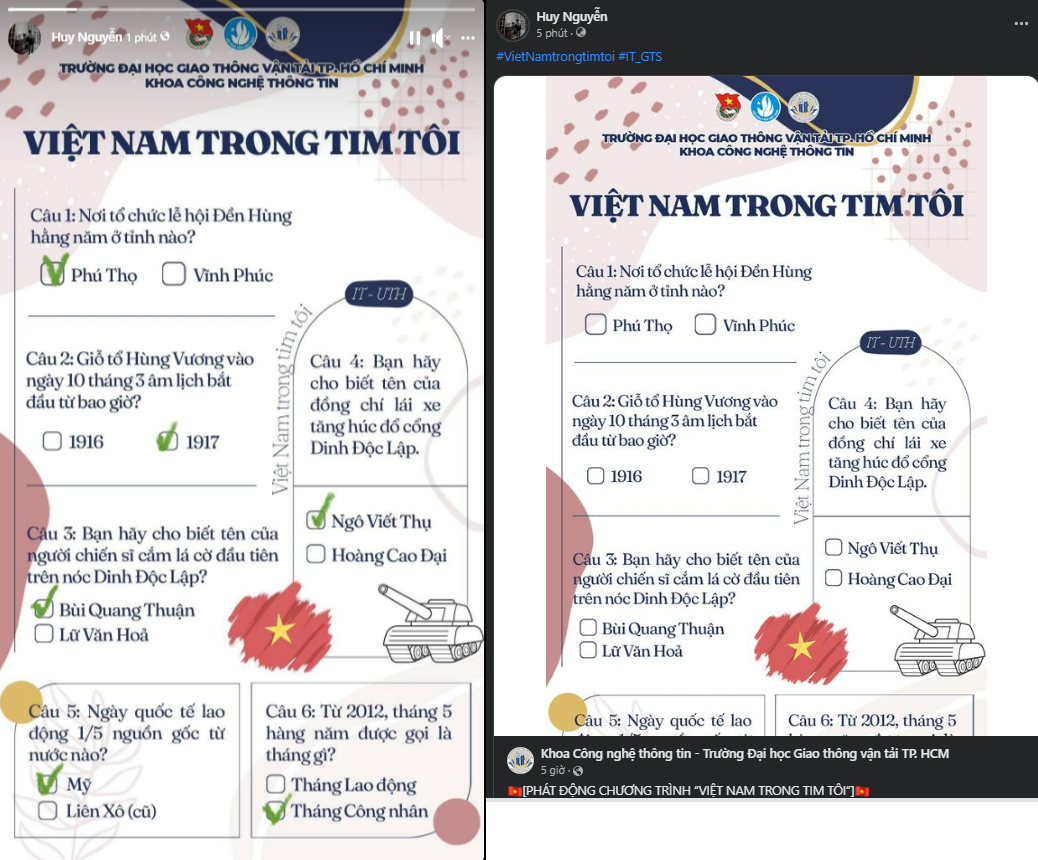 Huy Nguyễn 1 phút
TRƯỜNG ĐẠI HỌC GIAO THÔNG VẬN TẢI TP. HỒ CHÍ MINH
KHOA CÔNG NGHỆ THÔNG TIN
VIỆT NAM TRONG TIM TÔI
Câu 1: Nơi tổ chức lễ hội Đền Hùng
hằng năm ở tỉnh nào?
Phú Thọ Vĩnh Phúc
Câu 2: Giỗ tổ Hùng Vương vào
ngày 10 tháng 3 âm lịch bắt
đầu từ bao giờ?
1916 1917
Câu 3: Bạn hãy cho biết tên của
người chiến sĩ cắm lá cờ đầu tiên
trên nóc Dinh Độc Lập?
Bùi Quang Thuận
Lữ Văn Hoả
Việt Nam trong tim tôi
IT - UTH
Câu 4: Bạn hãy
cho biết tên của
đồng chí lái xe
tăng húc đổ cổng
Dinh Độc Lập.
Ngô Viết Thụ
Hoàng Cao Đại
Câu 5: Ngày quốc tế lao
động 1/5 nguồn gốc từ
nước nào?
Mỹ
Liên Xô (cũ)
Câu 6: Từ 2012, tháng 5
hàng năm được gọi là
tháng gì?
Tháng Lao động
Tháng Công nhân
Huy Nguyễn
5 phút
#VietNamtrongtimtoi #IT_GTS
TRƯỜNG ĐẠI HỌC GIAO THÔNG VẬN TẢI TP. HỒ CHÍ MINH
KHOA CÔNG NGHỆ THÔNG TIN
VIỆT NAM TRONG TIM TÔI
Câu 1: Nơi tổ chức lễ hội Đền Hùng
hằng năm ở tỉnh nào?
Phú Thọ Vĩnh Phúc
Câu 2: Giỗ tổ Hùng Vương vào
ngày 10 tháng 3 âm lịch bắt
đầu từ bao giờ?
1916 1917
Câu 3: Bạn hãy cho biết tên của
người chiến sĩ cắm lá cờ đầu tiên
trên nóc Dinh Độc Lập?
Bùi Quang Thuận
Lữ Văn Hoả
Việt Nam trong tim tôi
IT - UTH
Câu 4: Bạn hãy
cho biết tên của
đồng chí lái xe
tăng húc đổ cổng
Dinh Độc Lập.
Ngô Viết Thụ
Hoàng Cao Đại
Câu 5: Ngày quốc tế lao
Câu 6: Từ 2012, tháng 5
Khoa Công nghệ thông tin - Trường Đại học Giao thông vận tải TP. HCM
5 giờ
[PHÁT ĐỘNG CHƯƠNG TRÌNH “VIỆT NAM TRONG TIM TÔI”]